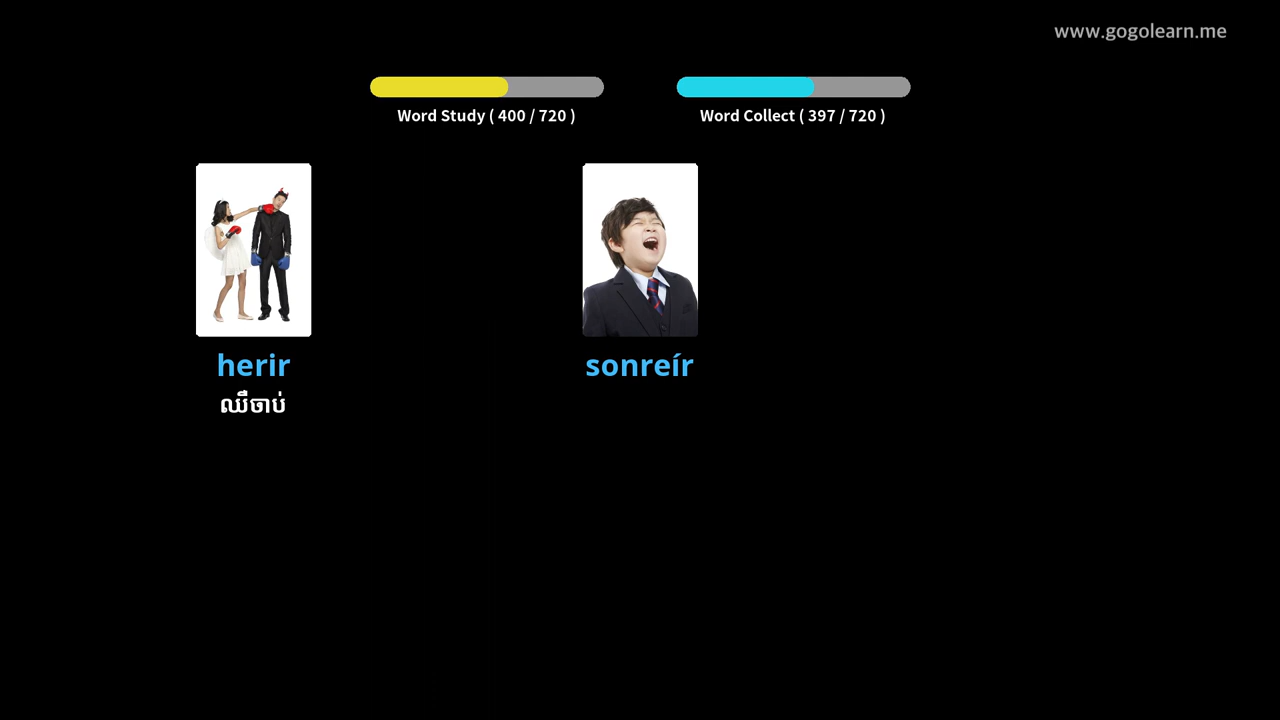 www.gogolearn.me
Word Study ( 400 / 720 )
Word Collect ( 397 / 720 )
herir
ឈឺចាប់
sonreír